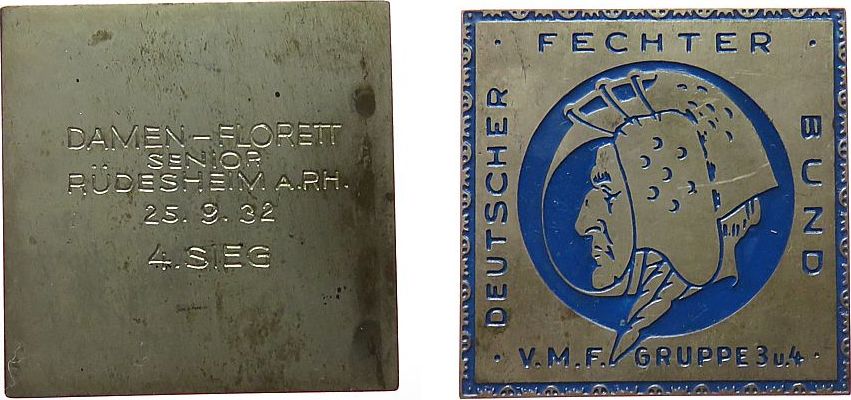 DAMEN-FLORETT
SENIOR
RÜDESHEIM A.RH.
25. 9. 32
4. SIEG
DEUTSCHER
· FECHTER ·
BUND
· V.M.F. GRUPPE 3 u. 4 ·